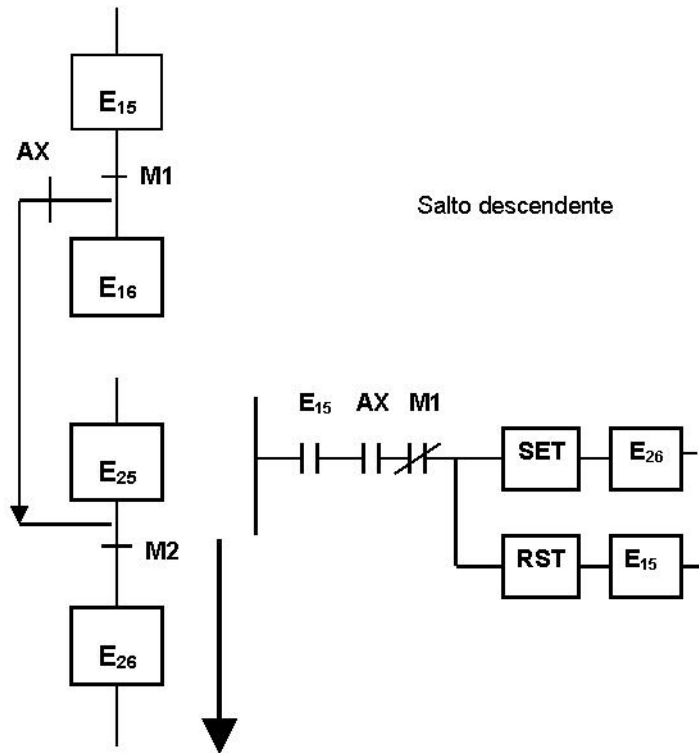 E₁₅
AX
M1
Salto descendente
E₁₆
E₁₅ AX M1
E₂₅
SET E₂₆
M2
RST E₁₅
E₂₆